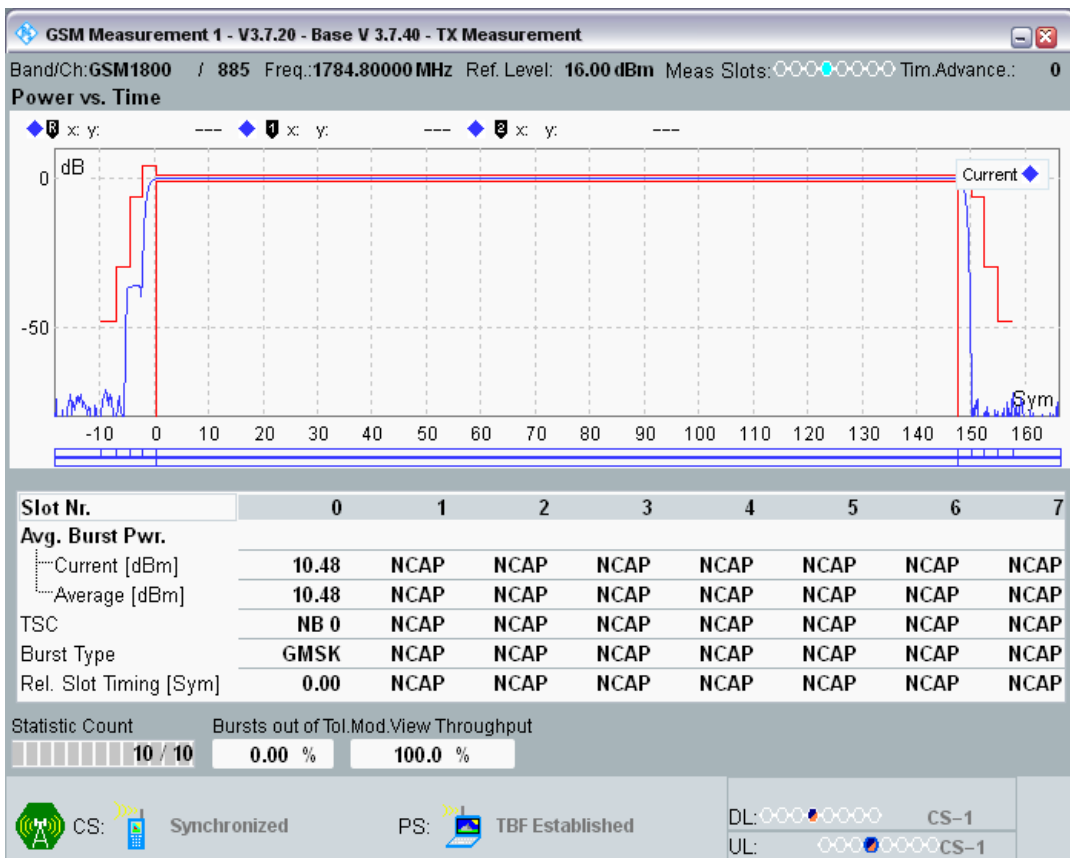 GSM Measurement 1 - V3.7.20 - Base V 3.7.40 - TX Measurement
Band/Ch:GSM1800 / 885 Freq.:1784.80000 MHz Ref. Level: 16.00 dBm Meas Slots: Tim.Advance.: 0
Power vs. Time
R x: y: --- 1 x: y: --- 2 x: y: ---
dB
Current
0
-50
Sym
-10 0 10 20 30 40 50 60 70 80 90 100 110 120 130 140 150 160
Slot Nr. 0 1 2 3 4 5 6 7
Avg. Burst Pwr.
Current [dBm] 10.48 NCAP NCAP NCAP NCAP NCAP NCAP NCAP
Average [dBm] 10.48 NCAP NCAP NCAP NCAP NCAP NCAP NCAP
TSC NB 0 NCAP NCAP NCAP NCAP NCAP NCAP NCAP
Burst Type GMSK NCAP NCAP NCAP NCAP NCAP NCAP NCAP
Rel. Slot Timing [Sym] 0.00 NCAP NCAP NCAP NCAP NCAP NCAP NCAP
Statistic Count Bursts out of Tol.Mod.View Throughput
10 / 10 0.00 % 100.0 %
CS: Synchronized PS: TBF Established
DL: CS-1
UL: CS-1